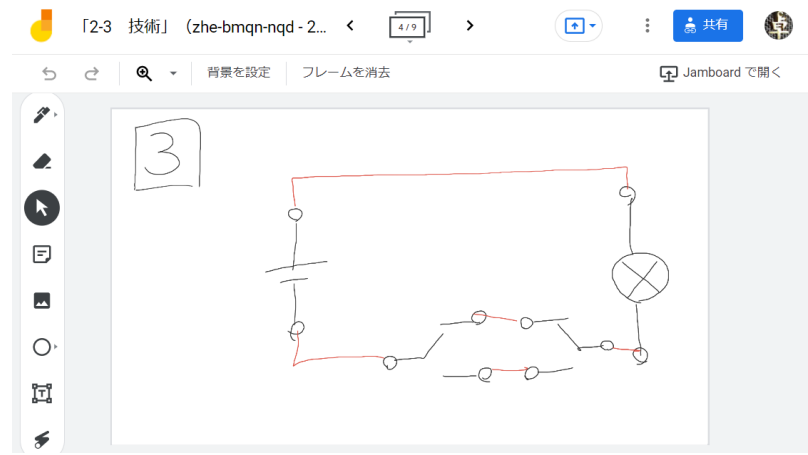 「2-3 技術」 (zhe-bmqn-nqd - 2...
4 / 9
共有
背景を設定
フレームを消去
Jamboard で開く
3
T